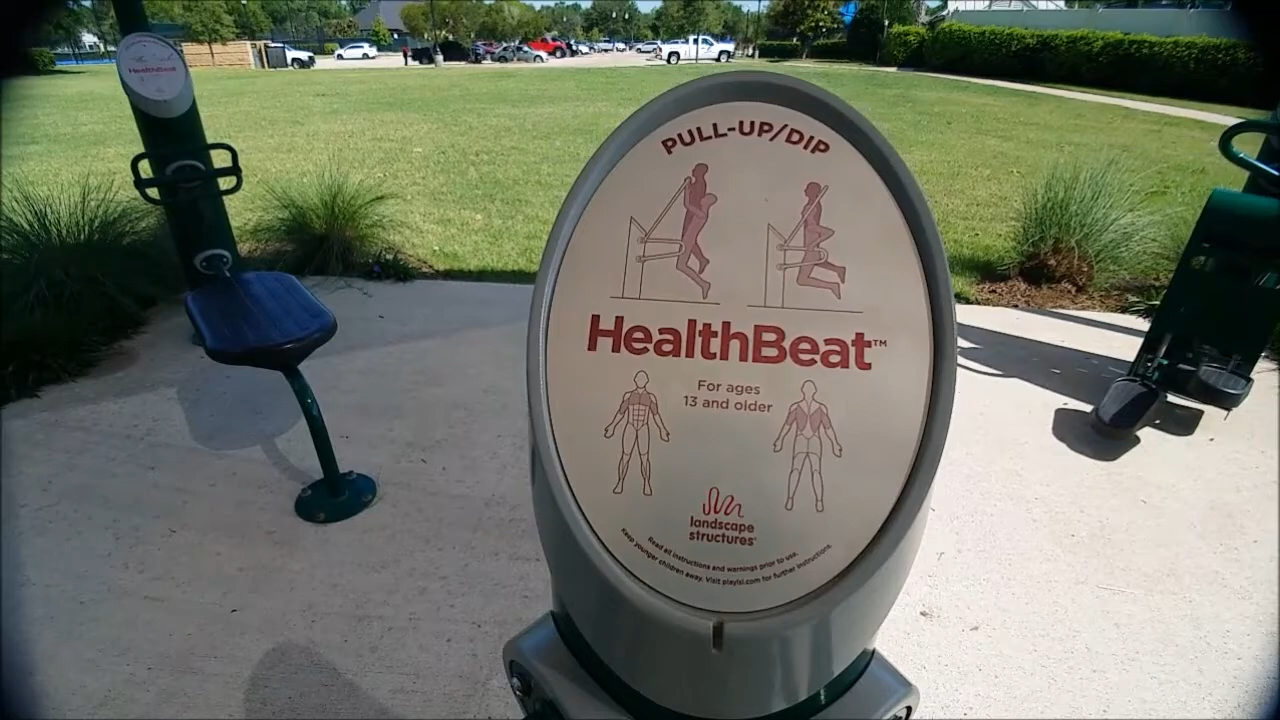 HealthBeat
PULL-UP/DIP
HealthBeat™
For ages
13 and older
landscape
structures®
Read all instructions and warnings prior to use.
Keep younger children away. Visit playlsi.com for further instructions.